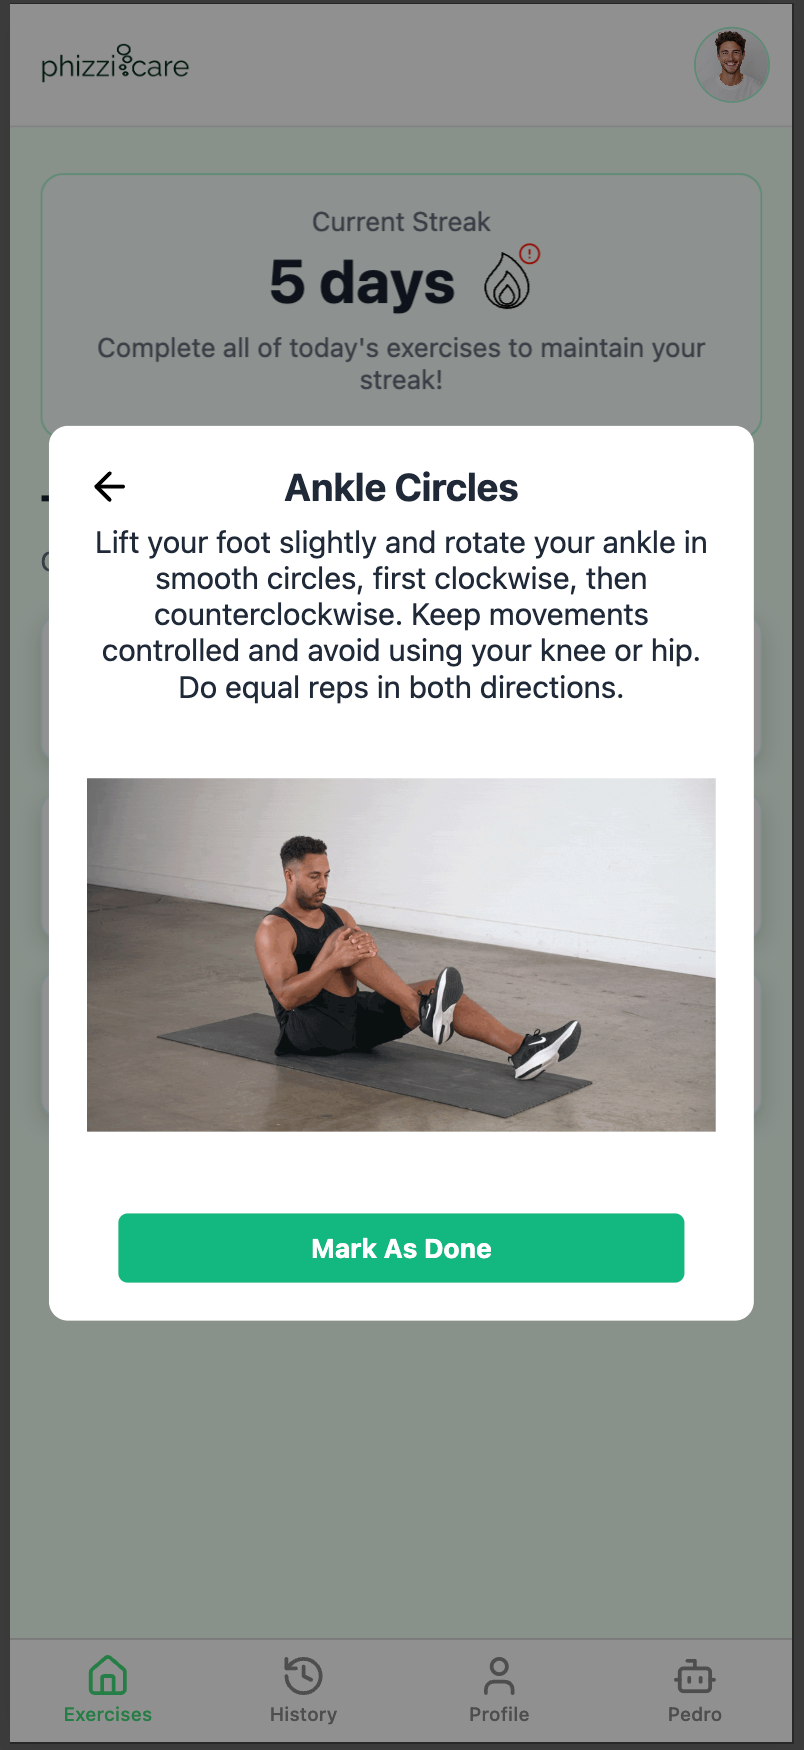 phizzi care
Current Streak
5 days
Complete all of today's exercises to maintain your
streak!
Ankle Circles
Lift your foot slightly and rotate your ankle in
smooth circles, first clockwise, then
counterclockwise. Keep movements
controlled and avoid using your knee or hip.
Do equal reps in both directions.
Mark As Done
Exercises
History
Profile
Pedro